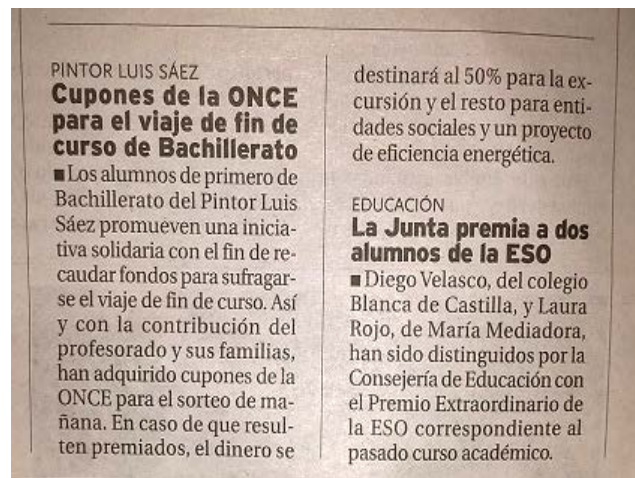 PINTOR LUIS SÁEZ
Cupones de la ONCE
para el viaje de fin de
curso de Bachillerato
■ Los alumnos de primero de
Bachillerato del Pintor Luis
Sáez promueven una inicia-
tiva solidaria con el fin de re-
caudar fondos para sufragar-
se el viaje de fin de curso. Así
y con la contribución del
profesorado y sus familias,
han adquirido cupones de la
ONCE para el sorteo de ma-
ñana. En caso de que resul-
ten premiados, el dinero se
destinará al 50% para la ex-
cursión y el resto para enti-
dades sociales y un proyecto
de eficiencia energética.
EDUCACIÓN
La Junta premia a dos
alumnos de la ESO
■ Diego Velasco, del colegio
Blanca de Castilla, y Laura
Rojo, de María Mediadora,
han sido distinguidos por la
Consejería de Educación con
el Premio Extraordinario de
la ESO correspondiente al
pasado curso académico.